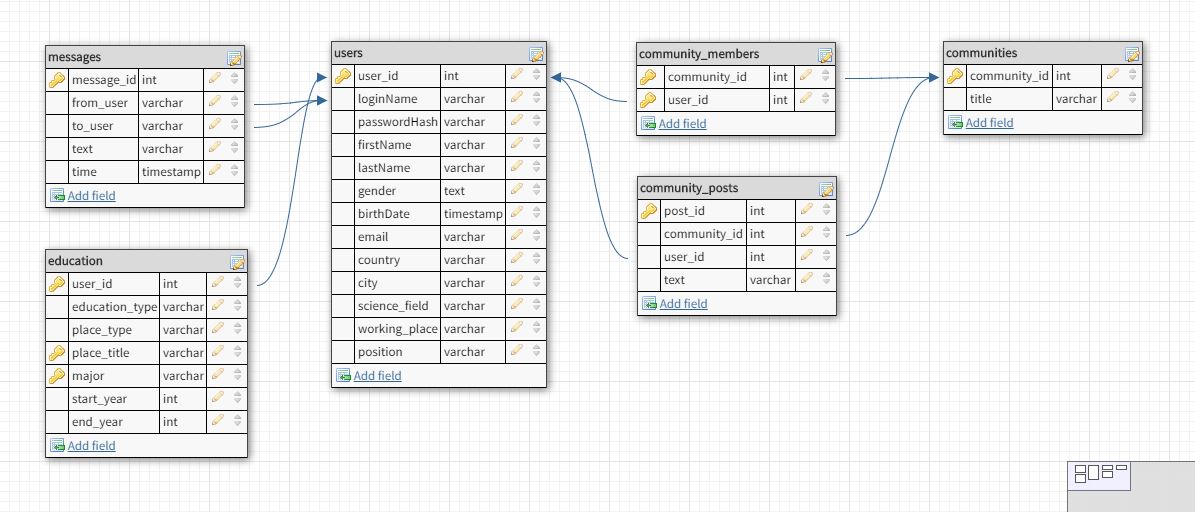 messages
message_id int
from_user varchar
to_user varchar
text varchar
time timestamp
Add field
education
user_id int
education_type varchar
place_type varchar
place_title varchar
major varchar
start_year int
end_year int
Add field
users
user_id int
loginName varchar
passwordHash varchar
firstName varchar
lastName varchar
gender text
birthDate timestamp
email varchar
country varchar
city varchar
science_field varchar
working_place varchar
position varchar
Add field
community_members
community_id int
user_id int
Add field
community_posts
post_id int
community_id int
user_id int
text varchar
Add field
communities
community_id int
title varchar
Add field